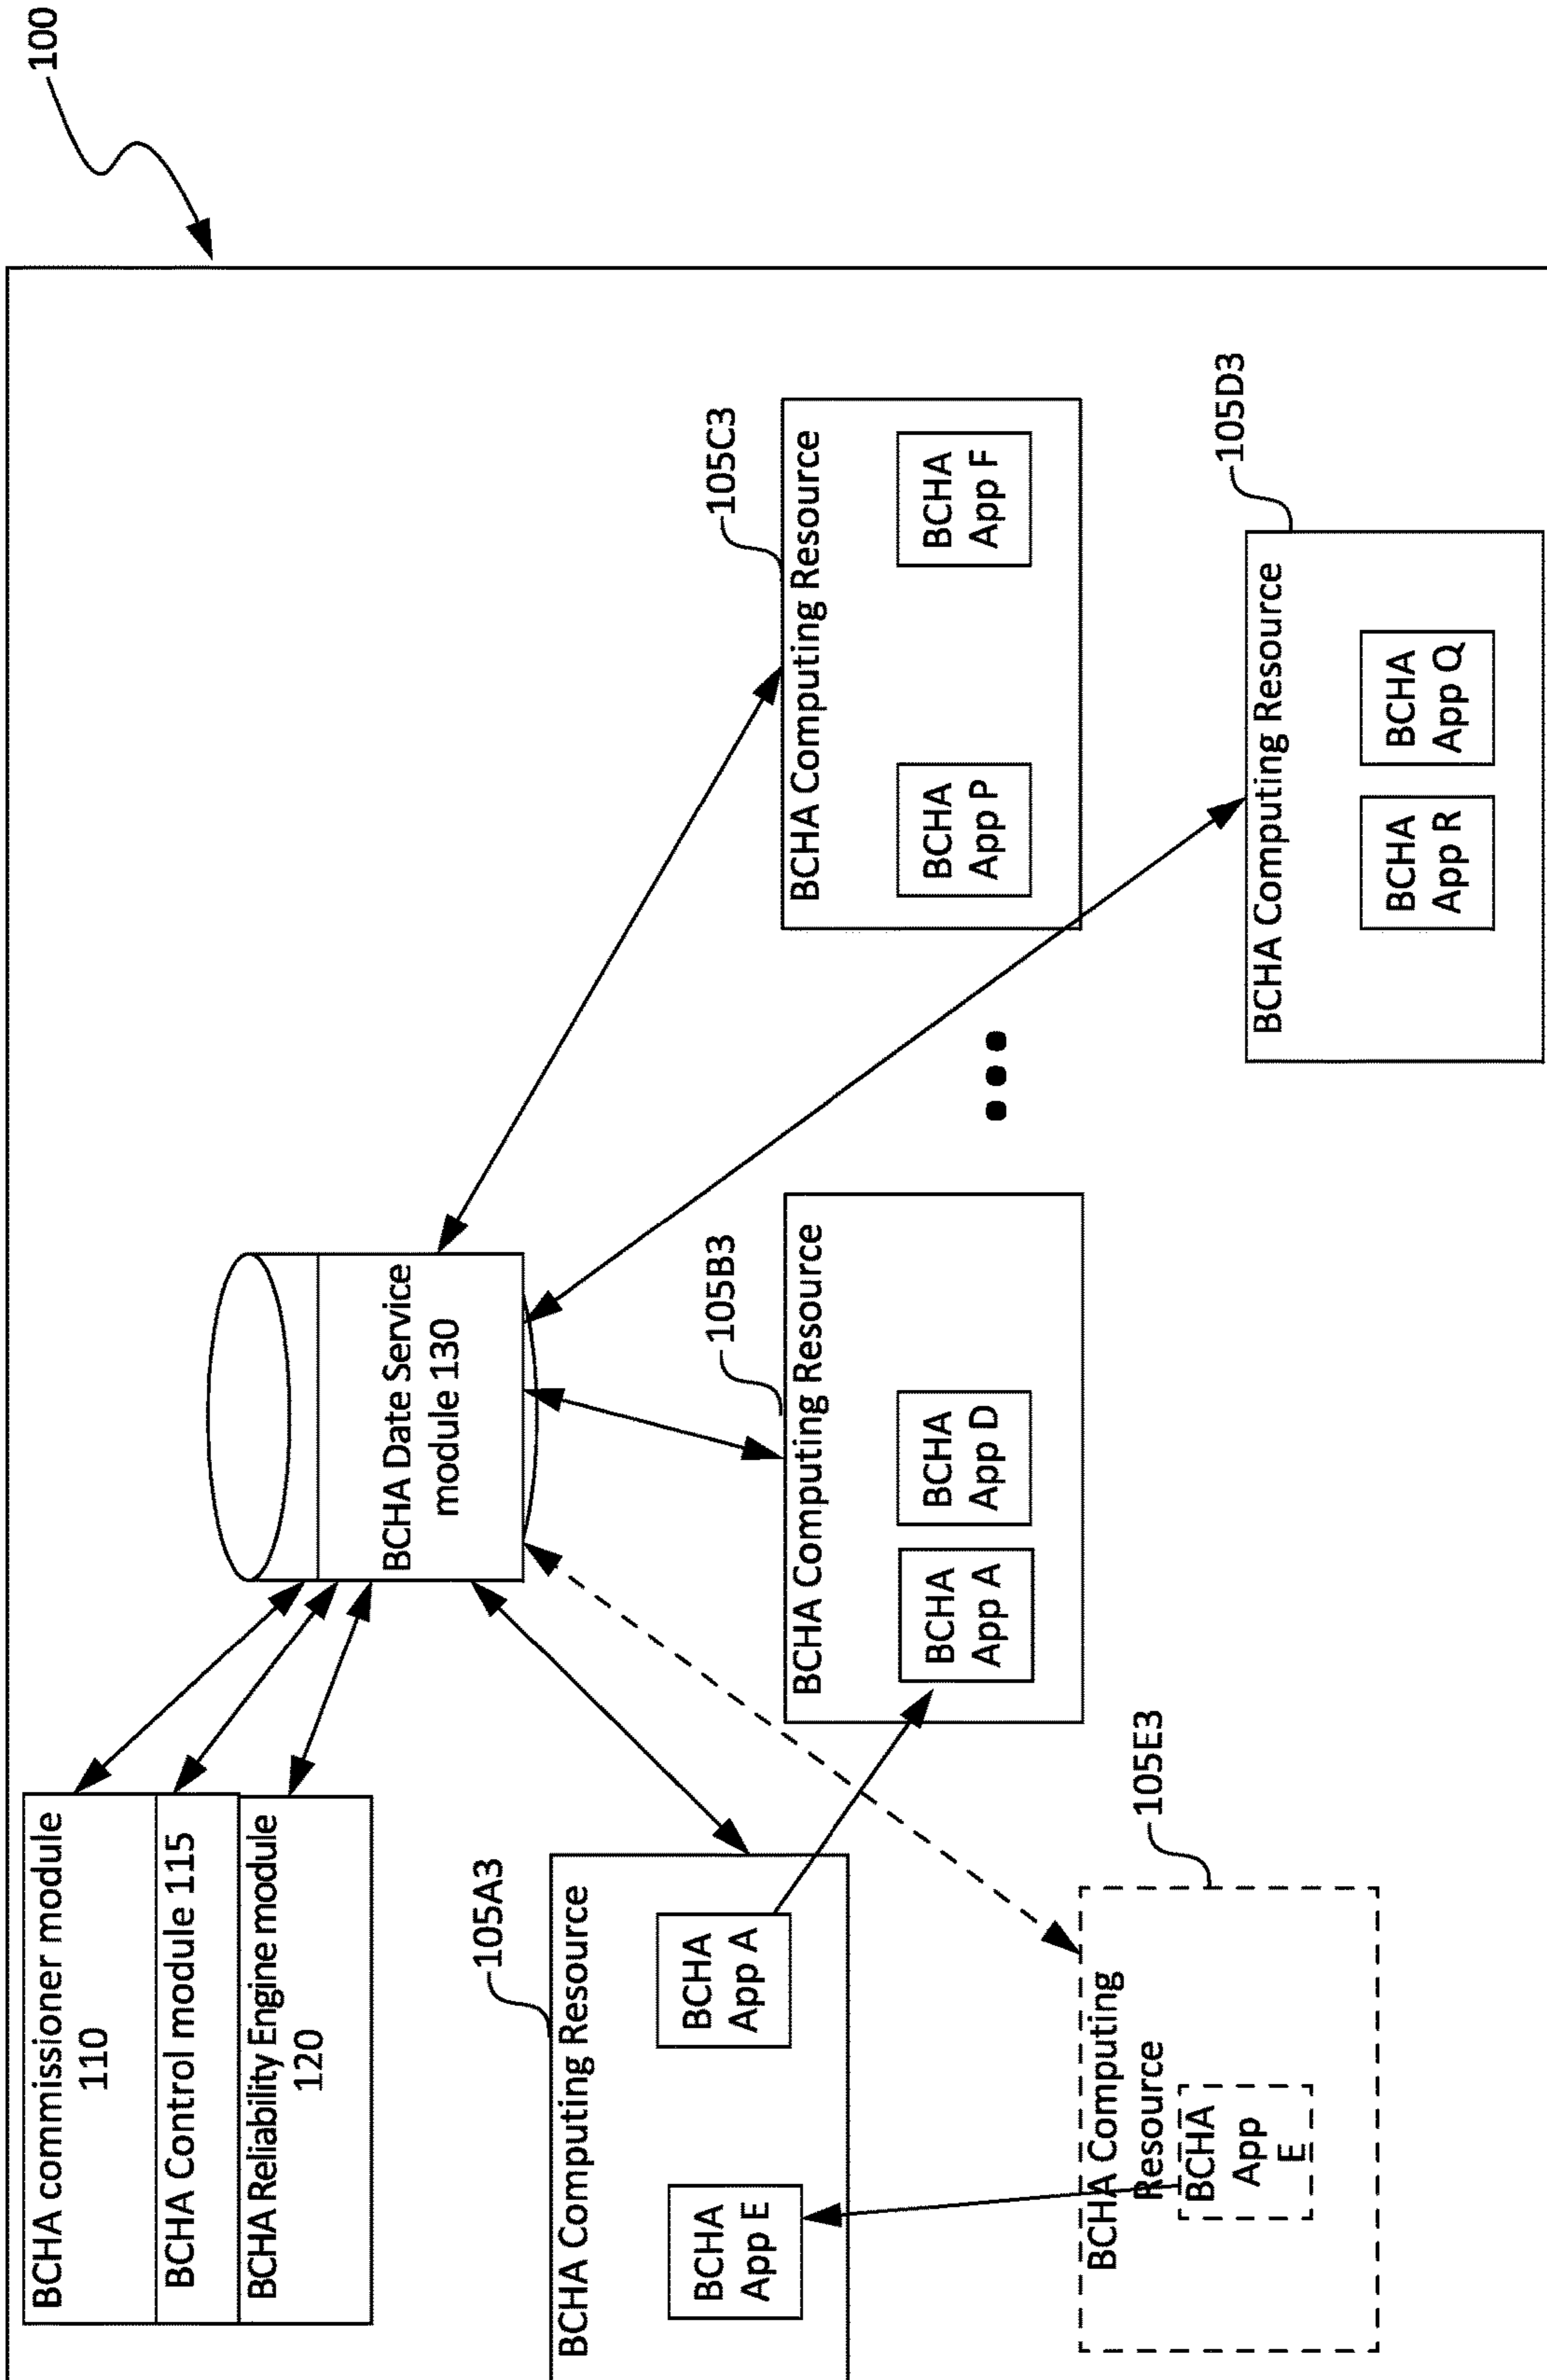 100
BCHA commissioner module
110
BCHA Control module 115
BCHA Reliability Engine module
120
BCHA Date Service
module 130
105A3
BCHA Computing Resource
BCHA
App E
BCHA
App A
105B3
BCHA Computing Resource
BCHA
App A
BCHA
App D
105C3
BCHA Computing Resource
BCHA
App P
BCHA
App F
105E3
BCHA Computing
Resource
BCHA
App
E
105D3
BCHA Computing Resource
BCHA
App R
BCHA
App Q